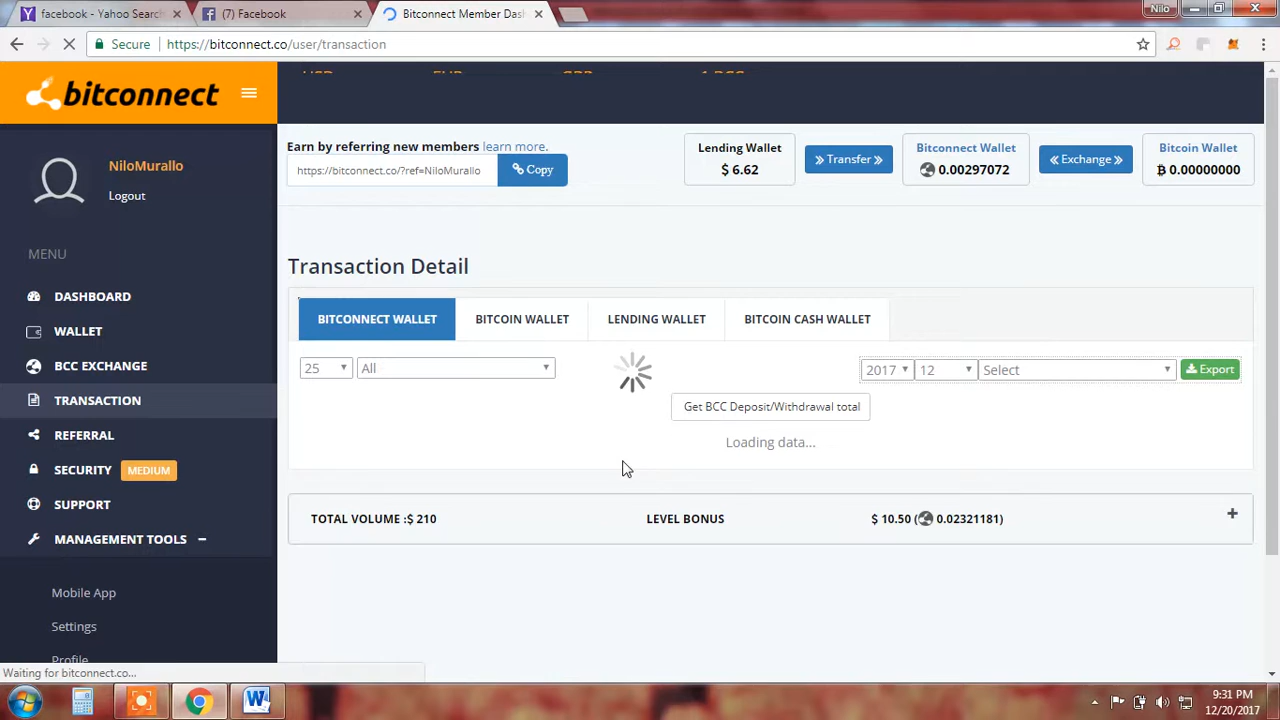 facebook - Yahoo Search
(7) Facebook
Bitconnect Member Das
Nilo
Secure
https://bitconnect.co/user/transaction
bitconnect
NiloMurallo
Logout
MENU
DASHBOARD
WALLET
BCC EXCHANGE
TRANSACTION
REFERRAL
SECURITY MEDIUM
SUPPORT
MANAGEMENT TOOLS
Mobile App
Settings
Profile
Earn by referring new members learn more.
https://bitconnect.co/?ref=NiloMurallo
Copy
Lending Wallet
$ 6.62
Transfer
Bitconnect Wallet
0.00297072
Exchange
Bitcoin Wallet
0.00000000
Transaction Detail
BITCONNECT WALLET
BITCOIN WALLET
LENDING WALLET
BITCOIN CASH WALLET
25
All
2017
12
Select
Export
Get BCC Deposit/Withdrawal total
Loading data...
TOTAL VOLUME :$ 210
LEVEL BONUS
$ 10.50 ( 0.02321181)
+
Waiting for bitconnect.co...
9:31 PM
12/20/2017